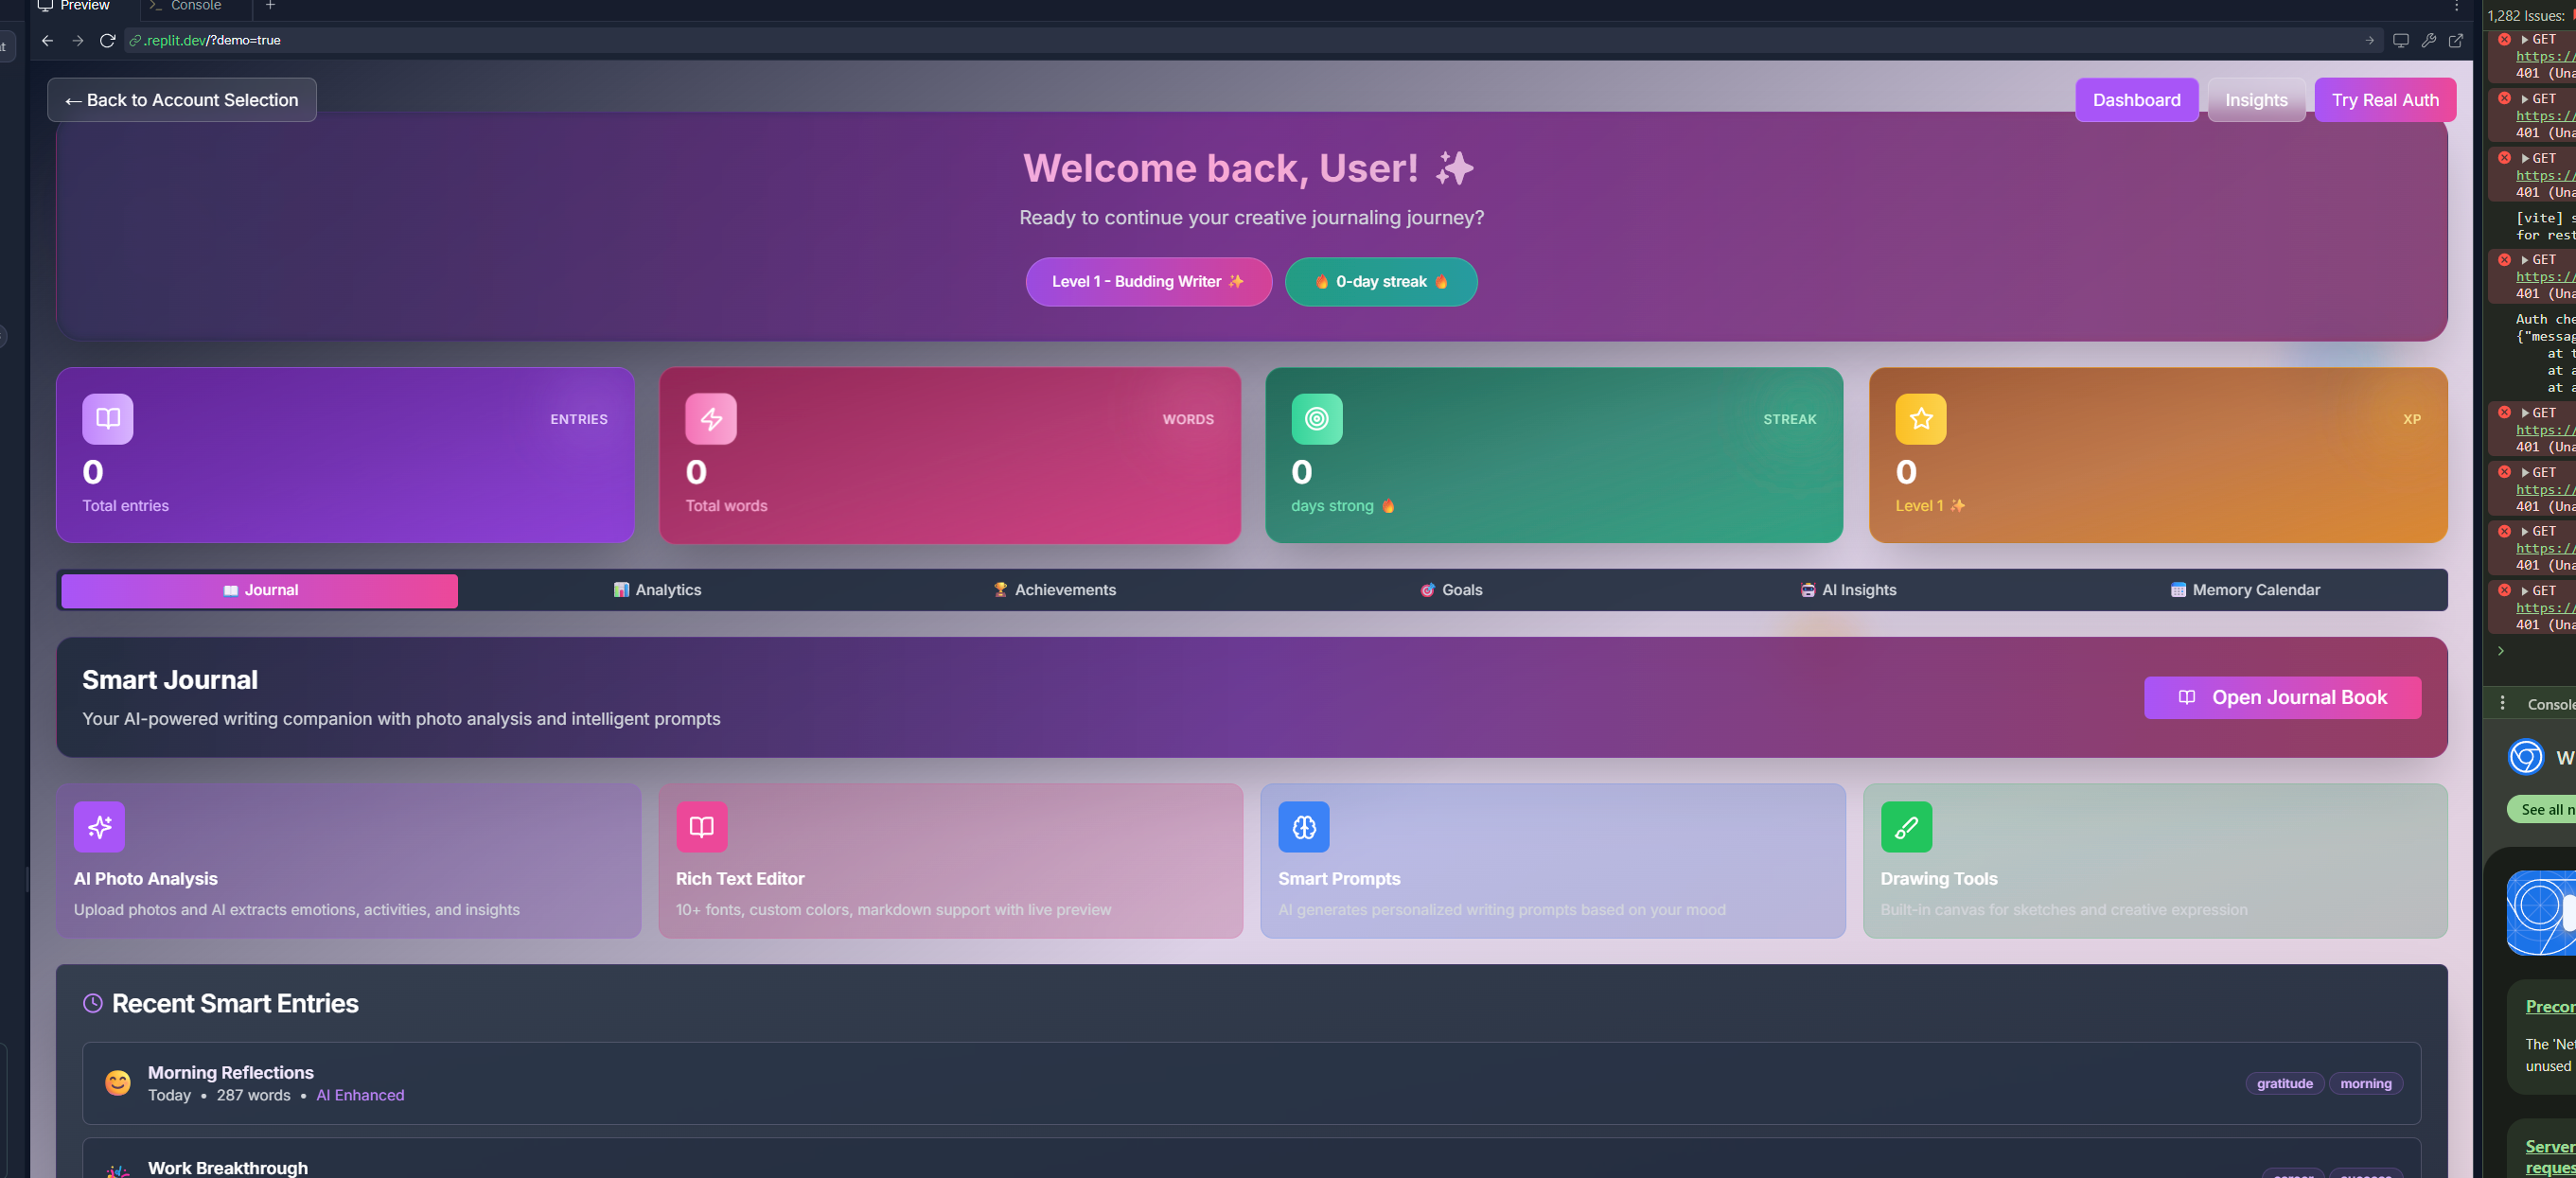 Preview
Console
.replit.dev/?demo=true
← Back to Account Selection
Dashboard
Insights
Try Real Auth
Welcome back, User! ✨
Ready to continue your creative journaling journey?
Level 1 - Budding Writer ✨
🔥 0-day streak 🔥
ENTRIES
0
Total entries
WORDS
0
Total words
STREAK
0
days strong 🔥
XP
0
Level 1 ✨
📖 Journal
📊 Analytics
🏆 Achievements
🎯 Goals
🤖 AI Insights
📅 Memory Calendar
Smart Journal
Your AI-powered writing companion with photo analysis and intelligent prompts
Open Journal Book
AI Photo Analysis
Upload photos and AI extracts emotions, activities, and insights
Rich Text Editor
10+ fonts, custom colors, markdown support with live preview
Smart Prompts
AI generates personalized writing prompts based on your mood
Drawing Tools
Built-in canvas for sketches and creative expression
Recent Smart Entries
Morning Reflections
Today • 287 words • AI Enhanced
gratitude
morning
Work Breakthrough
1,282 Issues:
GET
https://
401 (Una
GET
https://
401 (Una
GET
https://
401 (Una
[vite] s
for rest
GET
https://
401 (Una
Auth che
{"messag
at t
at a
at a
GET
https://
401 (Una
GET
https://
401 (Una
GET
https://
401 (Una
GET
https://
401 (Una
Console
W
See all n
Precon
The 'Net
unused
Server
reques